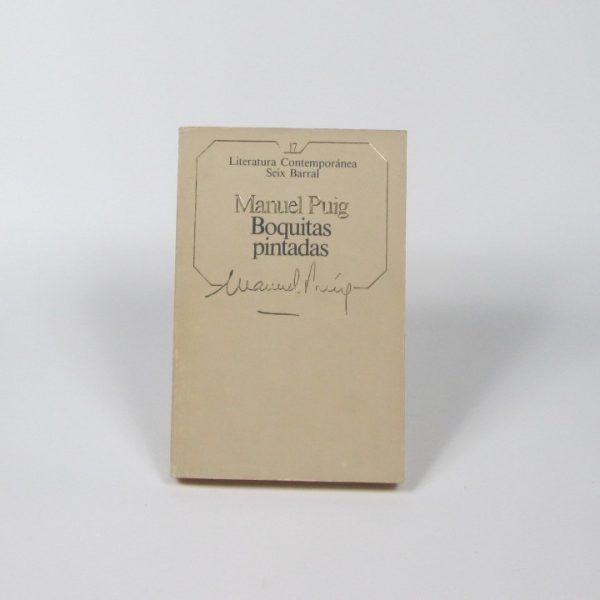 17
Literatura Contemporánea
Seix Barral
Manuel Puig
Boquitas
pintadas
Manuel Puig